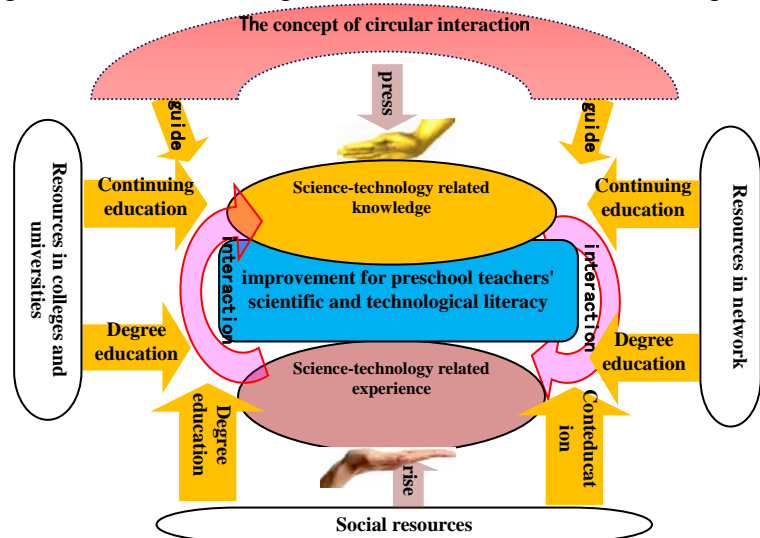 The concept of circular interaction
press
guide
guide
Resources in colleges and
universities
Continuing
education
Science-technology related
knowledge
Continuing
education
Resources in network
interaction
improvement for preschool teachers'
scientific and technological literacy
interaction
Degree
education
Science-technology related
experience
Degree
education
Degree
education
Conteducat
ion
rise
Social resources